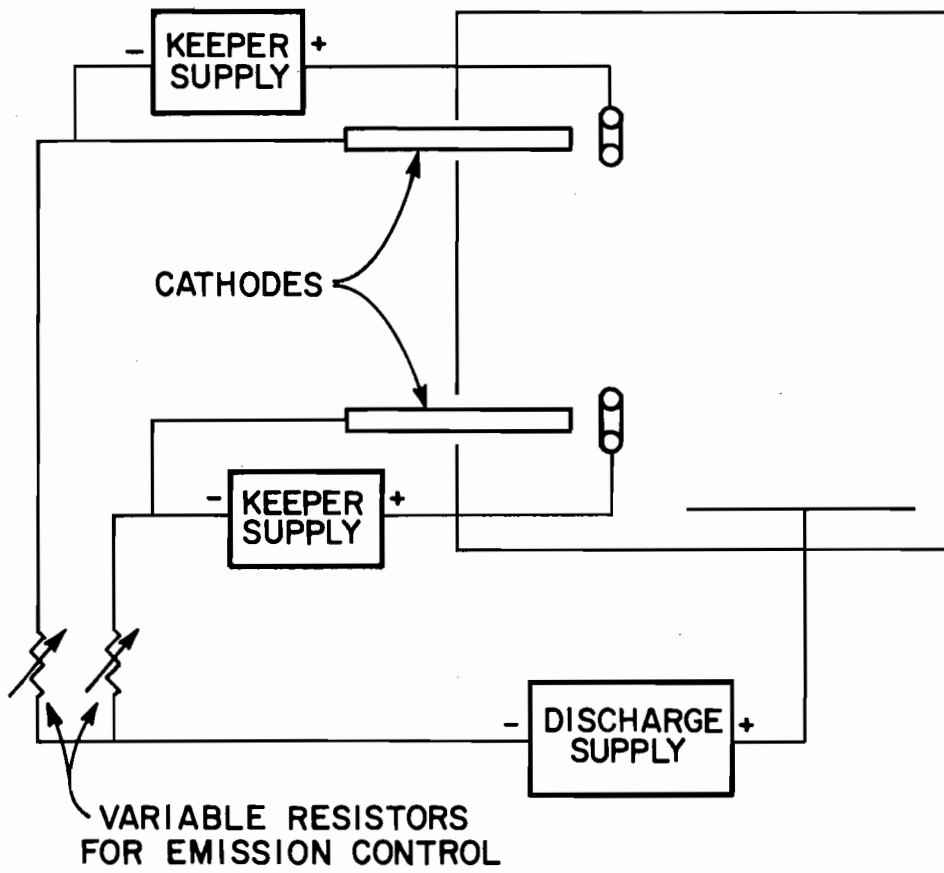 - KEEPER +
SUPPLY
CATHODES
- KEEPER +
SUPPLY
- DISCHARGE +
SUPPLY
VARIABLE RESISTORS
FOR EMISSION CONTROL